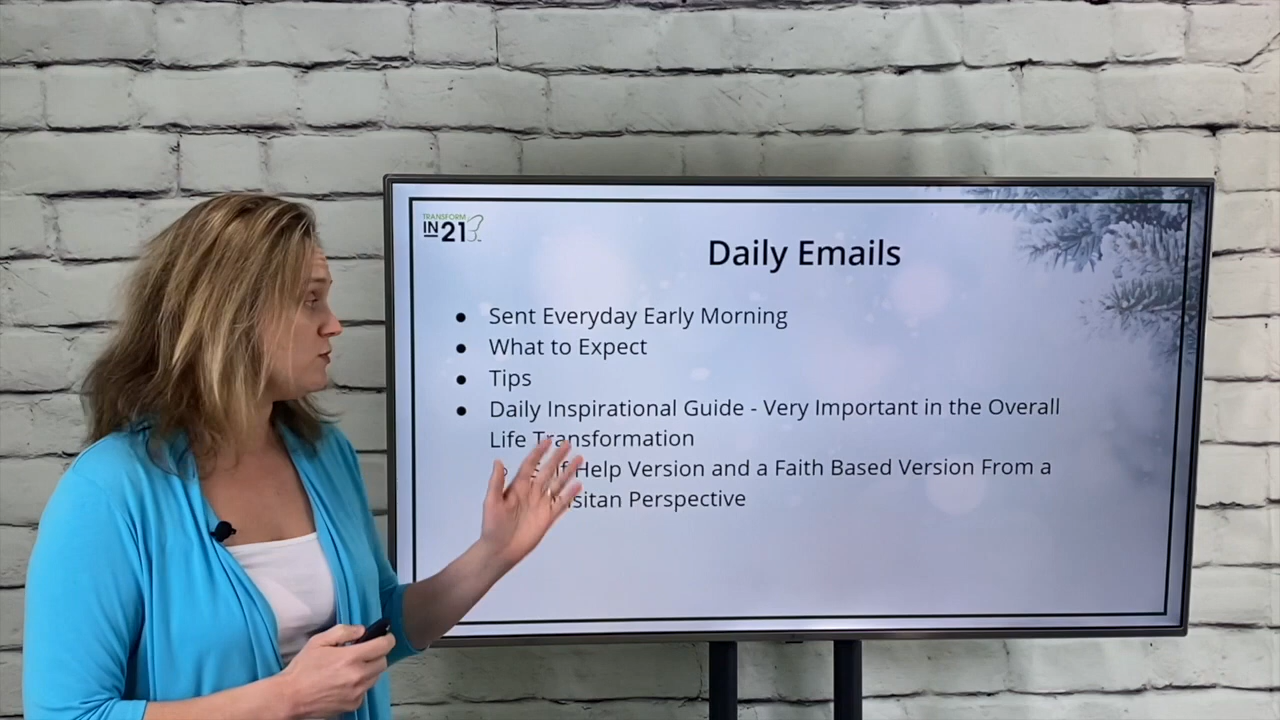 TRANSFORM
IN 21
Daily Emails
● Sent Everyday Early Morning
● What to Expect
● Tips
● Daily Inspirational Guide - Very Important in the Overall
Life Transformation
Help Version and a Faith Based Version From a
Perspective